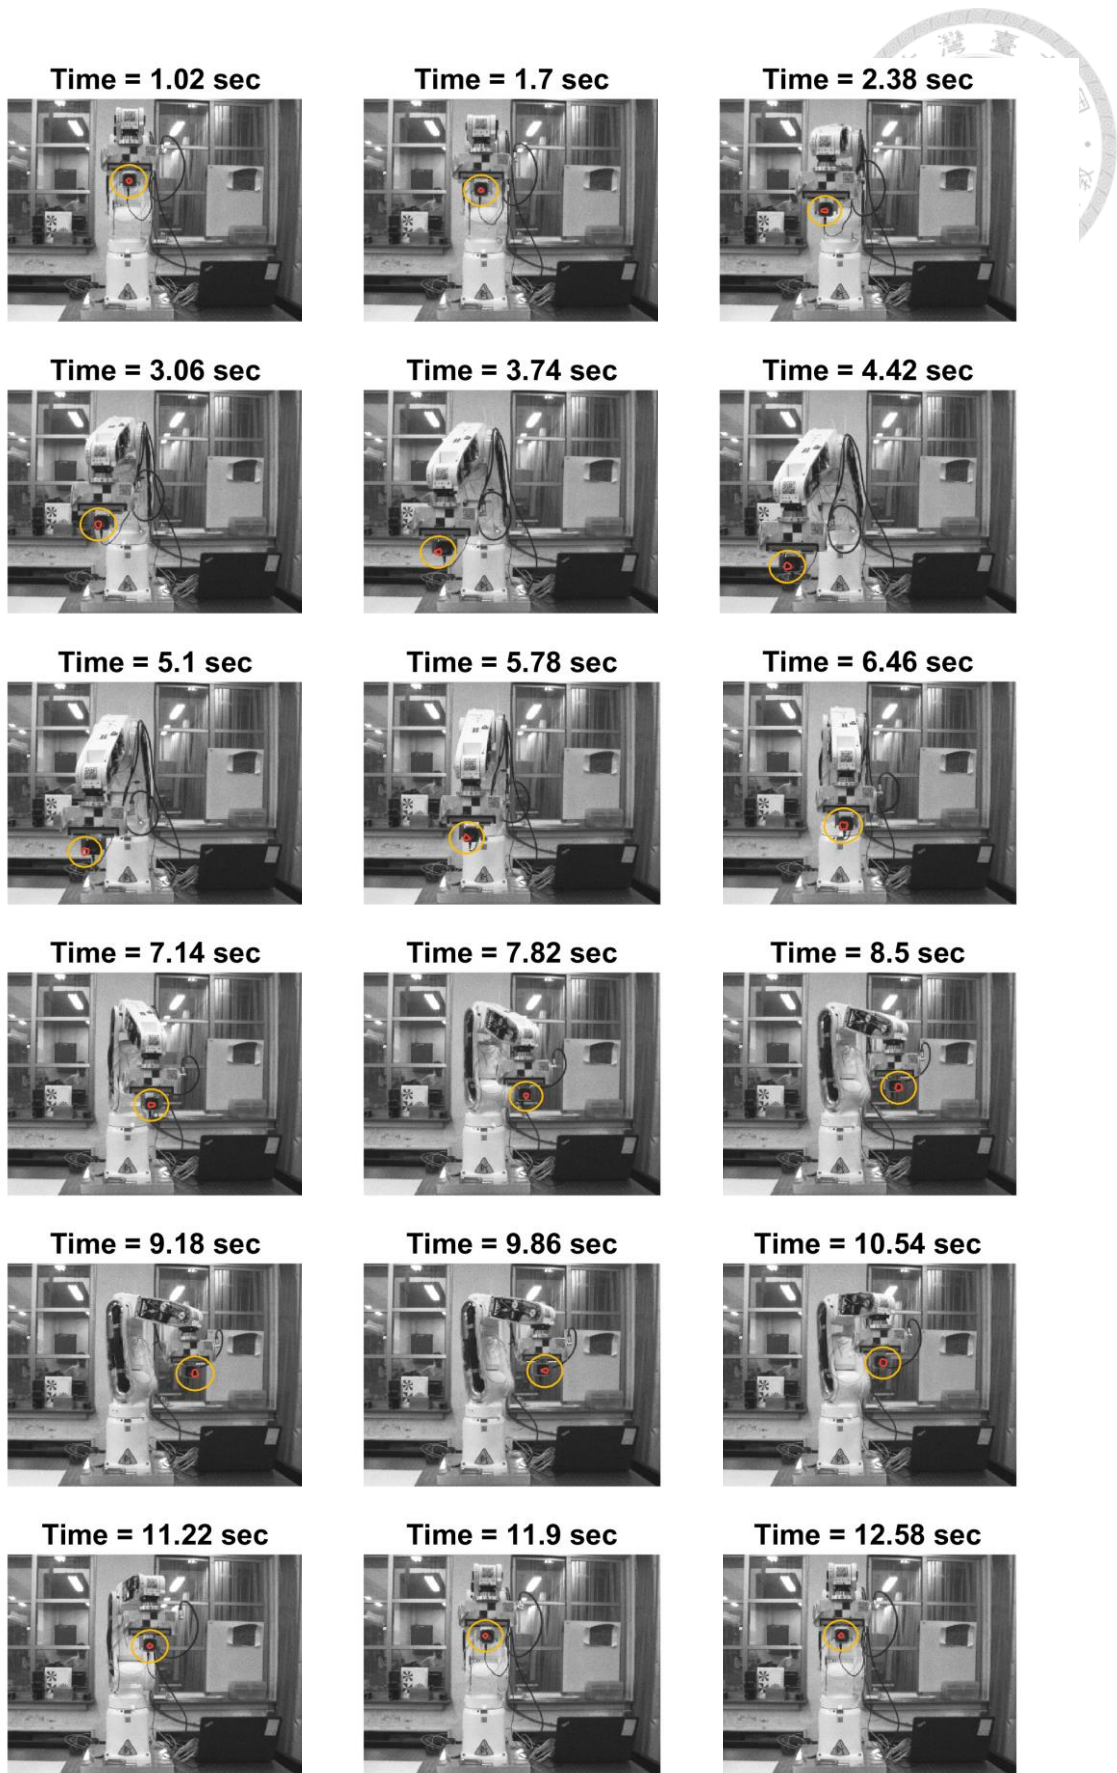 灣 臺
Time = 1.02 sec
Time = 1.7 sec
Time = 2.38 sec
Time = 3.06 sec
Time = 3.74 sec
Time = 4.42 sec
Time = 5.1 sec
Time = 5.78 sec
Time = 6.46 sec
Time = 7.14 sec
Time = 7.82 sec
Time = 8.5 sec
Time = 9.18 sec
Time = 9.86 sec
Time = 10.54 sec
Time = 11.22 sec
Time = 11.9 sec
Time = 12.58 sec